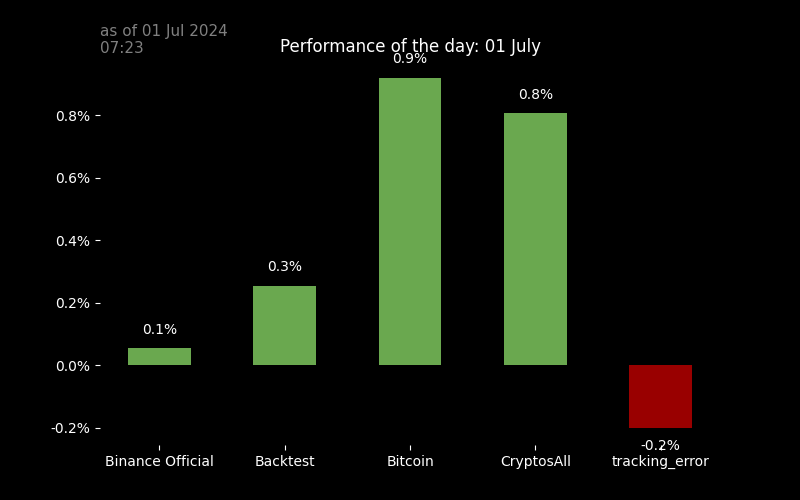 as of 01 Jul 2024
07:23
Performance of the day: 01 July
0.9%
0.8%
0.8%
0.6%
0.4%
0.3%
0.2%
0.1%
0.0%
-0.2%
-0.2%
Binance Official
Backtest
Bitcoin
CryptosAll
tracking_error